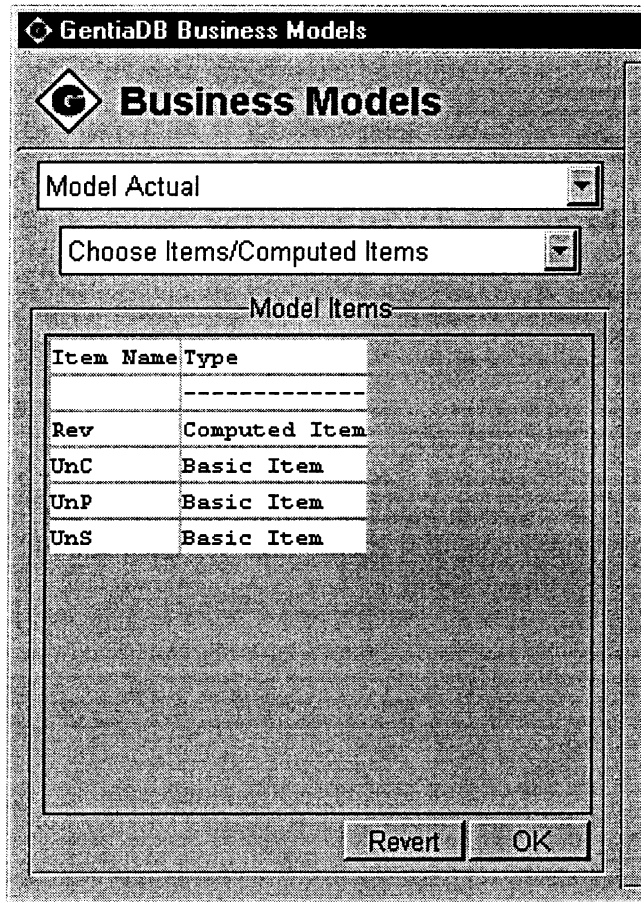 GentiaDB Business Models
G Business Models
Model Actual
Choose Items/Computed Items
Model Items
Item Name Type
--------------
Rev Computed Item
UnC Basic Item
UnP Basic Item
UnS Basic Item
Revert OK